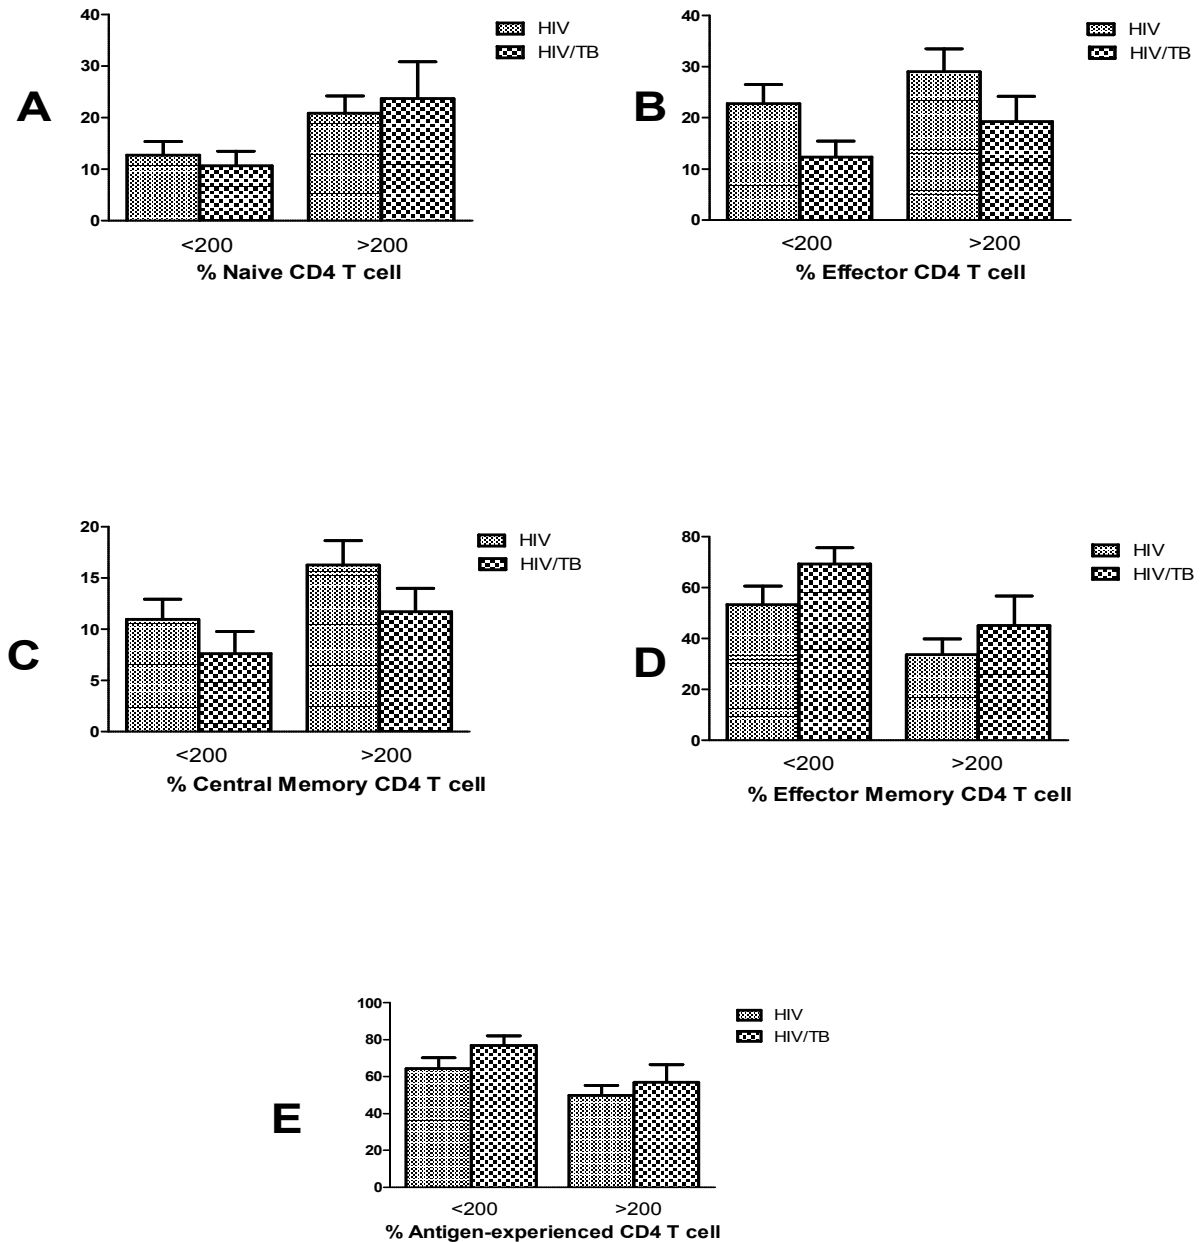 A
40
30
20
10
0
<200 >200
% Naive CD4 T cell
HIV
HIV/TB
B
40
30
20
10
0
<200 >200
% Effector CD4 T cell
HIV
HIV/TB
C
20
15
10
5
0
<200 >200
% Central Memory CD4 T cell
HIV
HIV/TB
D
80
60
40
20
0
<200 >200
% Effector Memory CD4 T cell
HIV
HIV/TB
E
100
80
60
40
20
0
<200 >200
% Antigen-experienced CD4 T cell
HIV
HIV/TB